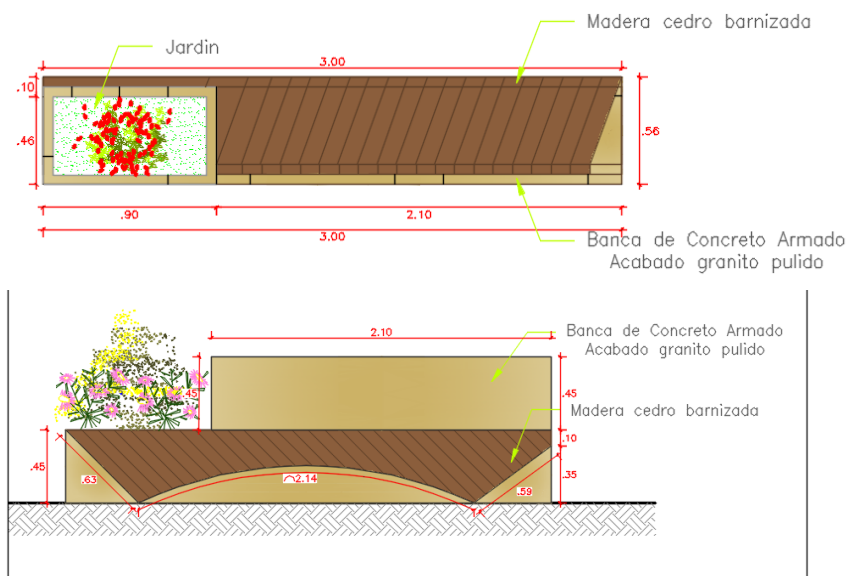 Madera cedro barnizada
Jardin
3.00
.10
.46
.56
.90
2.10
3.00
Banca de Concreto Armado
Acabado granito pulido
2.10
Banca de Concreto Armado
Acabado granito pulido
.45
.45
Madera cedro barnizada
.10
.45
.35
.63
2.14
.59